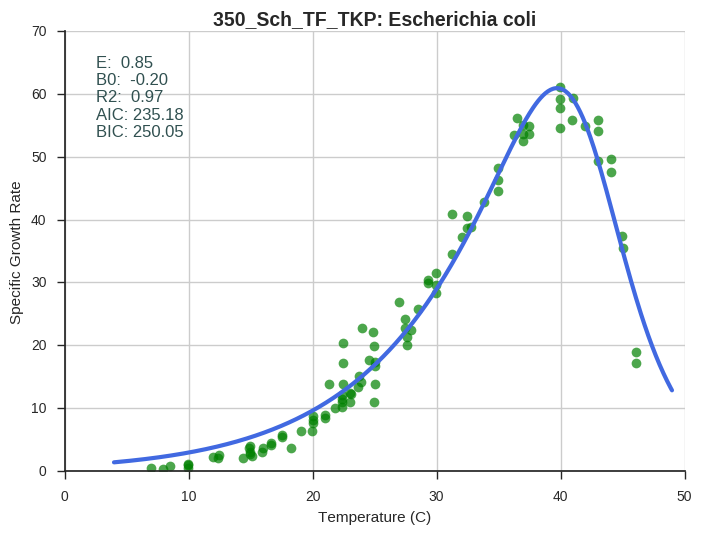 350_Sch_TF_TKP: Escherichia coli
70
60
50
40
30
20
10
0
E:  0.85
B0:  -0.20
R2:  0.97
AIC: 235.18
BIC: 250.05
Specific Growth Rate
0 10 20 30 40 50
Temperature (C)